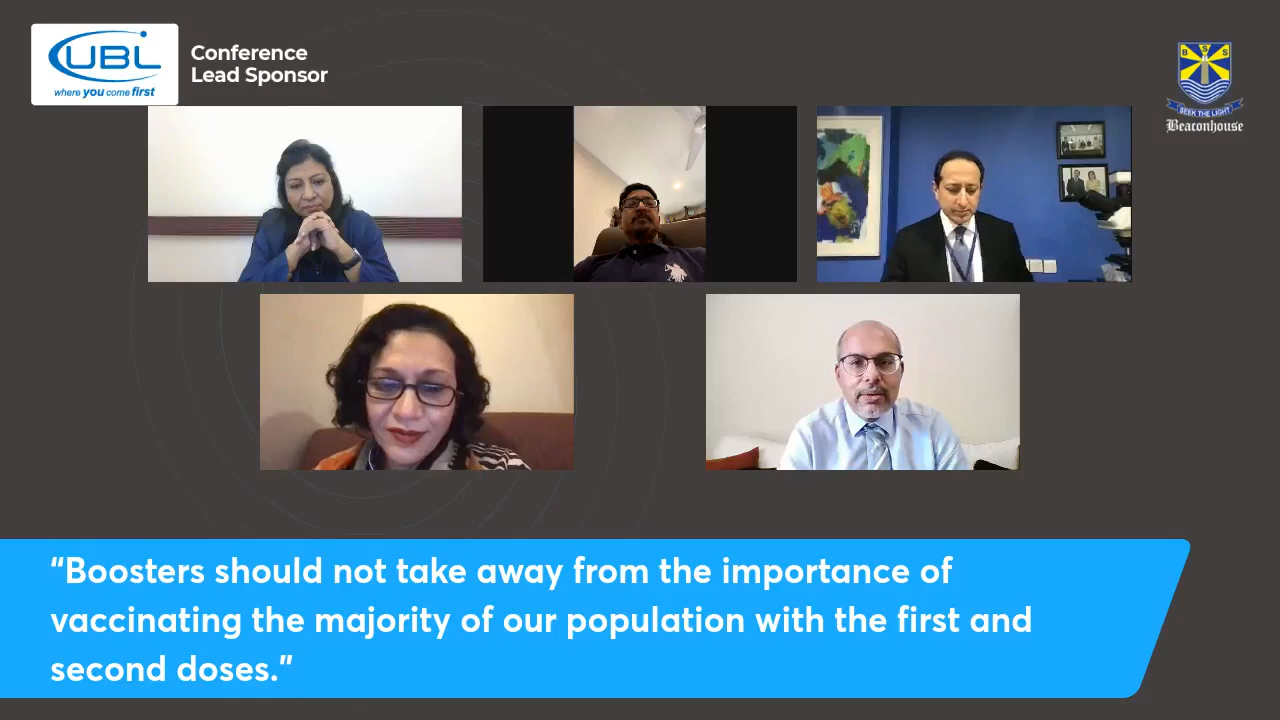 UBL
where you come first
Conference
Lead Sponsor
B S S
SEEK THE LIGHT
Beaconhouse
“Boosters should not take away from the importance of
vaccinating the majority of our population with the first and
second doses.”